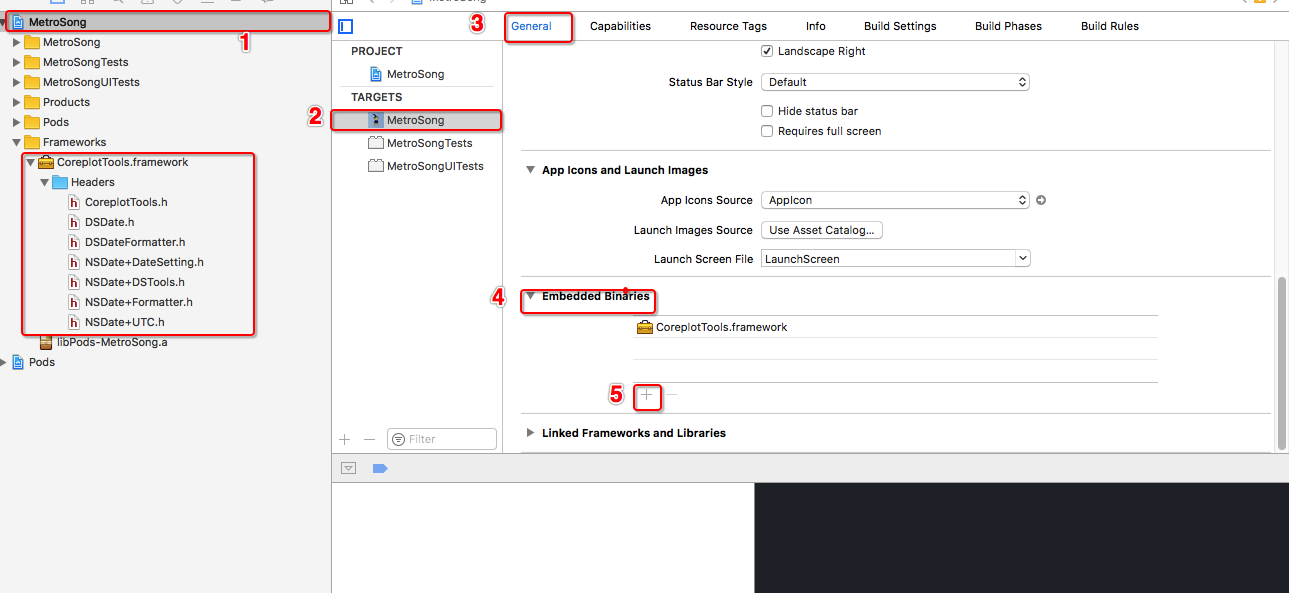 MetroSong
1
MetroSong
MetroSongTests
MetroSongUITests
Products
Pods
Frameworks
CoreplotTools.framework
Headers
h CoreplotTools.h
h DSDate.h
h DSDateFormatter.h
h NSDate+DateSetting.h
h NSDate+DSTools.h
h NSDate+Formatter.h
h NSDate+UTC.h
libPods-MetroSong.a
Pods
MetroSong
3
General
Capabilities
Resource Tags
Info
Build Settings
Build Phases
Build Rules
PROJECT
MetroSong
TARGETS
2
MetroSong
MetroSongTests
MetroSongUITests
Filter
Landscape Right
Status Bar Style
Default
Hide status bar
Requires full screen
App Icons and Launch Images
App Icons Source
AppIcon
Launch Images Source
Use Asset Catalog...
Launch Screen File
LaunchScreen
4
Embedded Binaries
CoreplotTools.framework
5
Linked Frameworks and Libraries